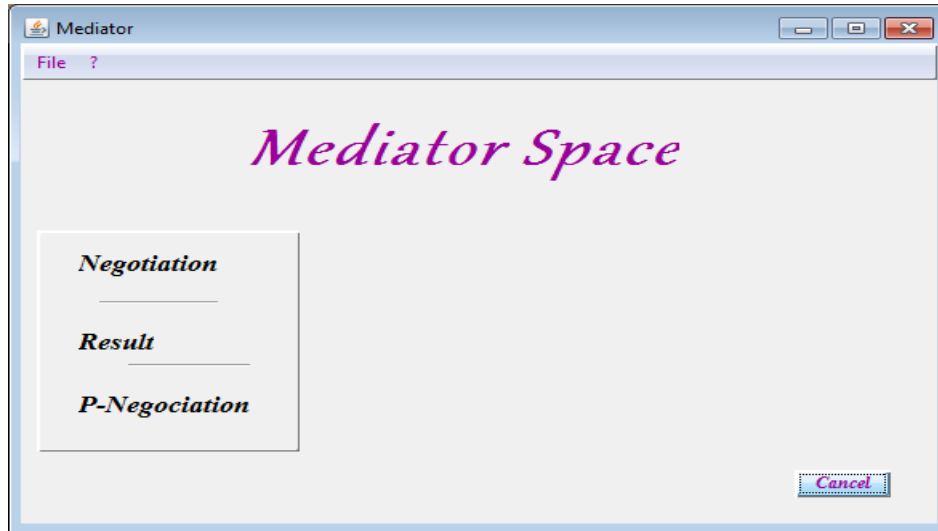 Mediator
File ?
Mediator Space
Negotiation
Result
P-Negociation
Cancel